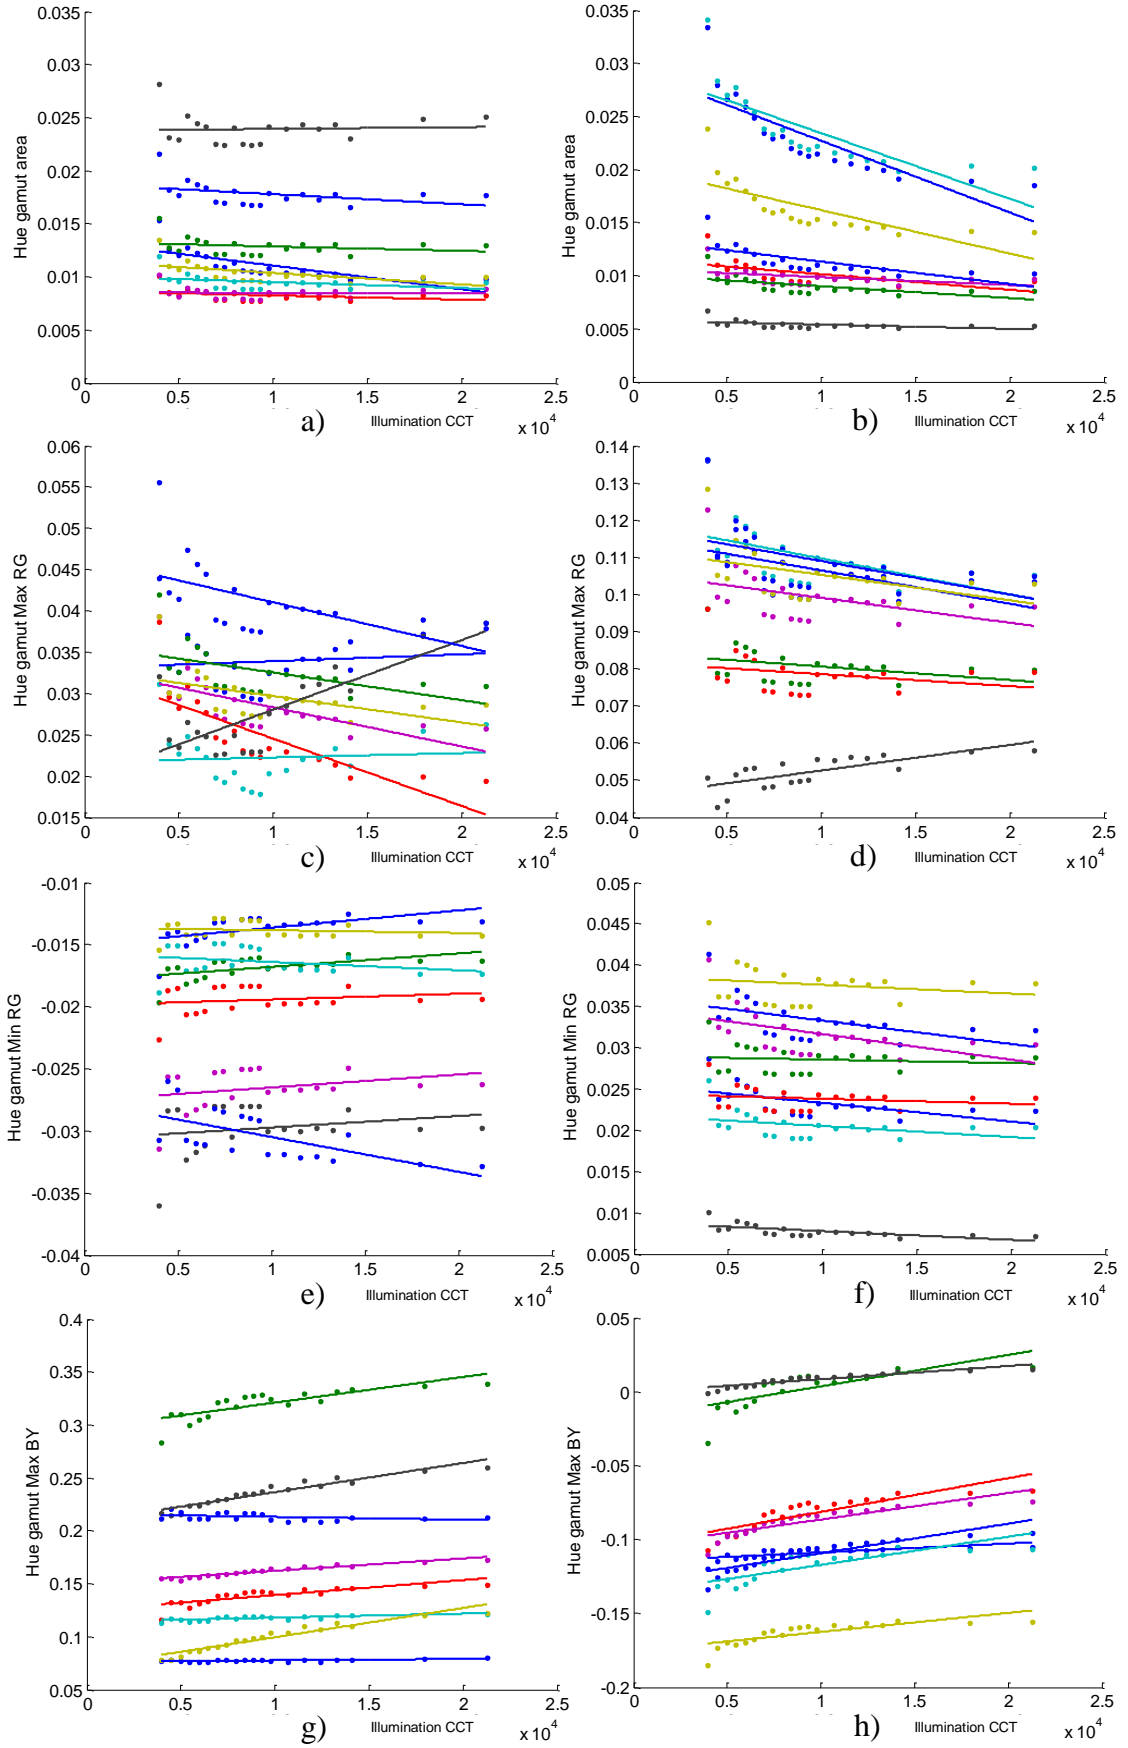 0.035
0.03
0.025
0.02
0.015
0.01
0.005
0
Hue gamut area
0 0.5 1 1.5 2 2.5
Illumination CCT
x 10^4
a)
0.035
0.03
0.025
0.02
0.015
0.01
0.005
0
Hue gamut area
0 0.5 1 1.5 2 2.5
Illumination CCT
x 10^4
b)
0.06
0.055
0.05
0.045
0.04
0.035
0.03
0.025
0.02
0.015
Hue gamut Max RG
0 0.5 1 1.5 2 2.5
Illumination CCT
x 10^4
c)
0.14
0.13
0.12
0.11
0.1
0.09
0.08
0.07
0.06
0.05
0.04
Hue gamut Max RG
0 0.5 1 1.5 2 2.5
Illumination CCT
x 10^4
d)
-0.01
-0.015
-0.02
-0.025
-0.03
-0.035
-0.04
Hue gamut Min RG
0 0.5 1 1.5 2 2.5
Illumination CCT
x 10^4
e)
0.05
0.045
0.04
0.035
0.03
0.025
0.02
0.015
0.01
0.005
Hue gamut Min RG
0 0.5 1 1.5 2 2.5
Illumination CCT
x 10^4
f)
0.4
0.35
0.3
0.25
0.2
0.15
0.1
0.05
Hue gamut Max BY
0 0.5 1 1.5 2 2.5
Illumination CCT
x 10^4
g)
0.05
0
-0.05
-0.1
-0.15
-0.2
Hue gamut Max BY
0 0.5 1 1.5 2 2.5
Illumination CCT
x 10^4
h)